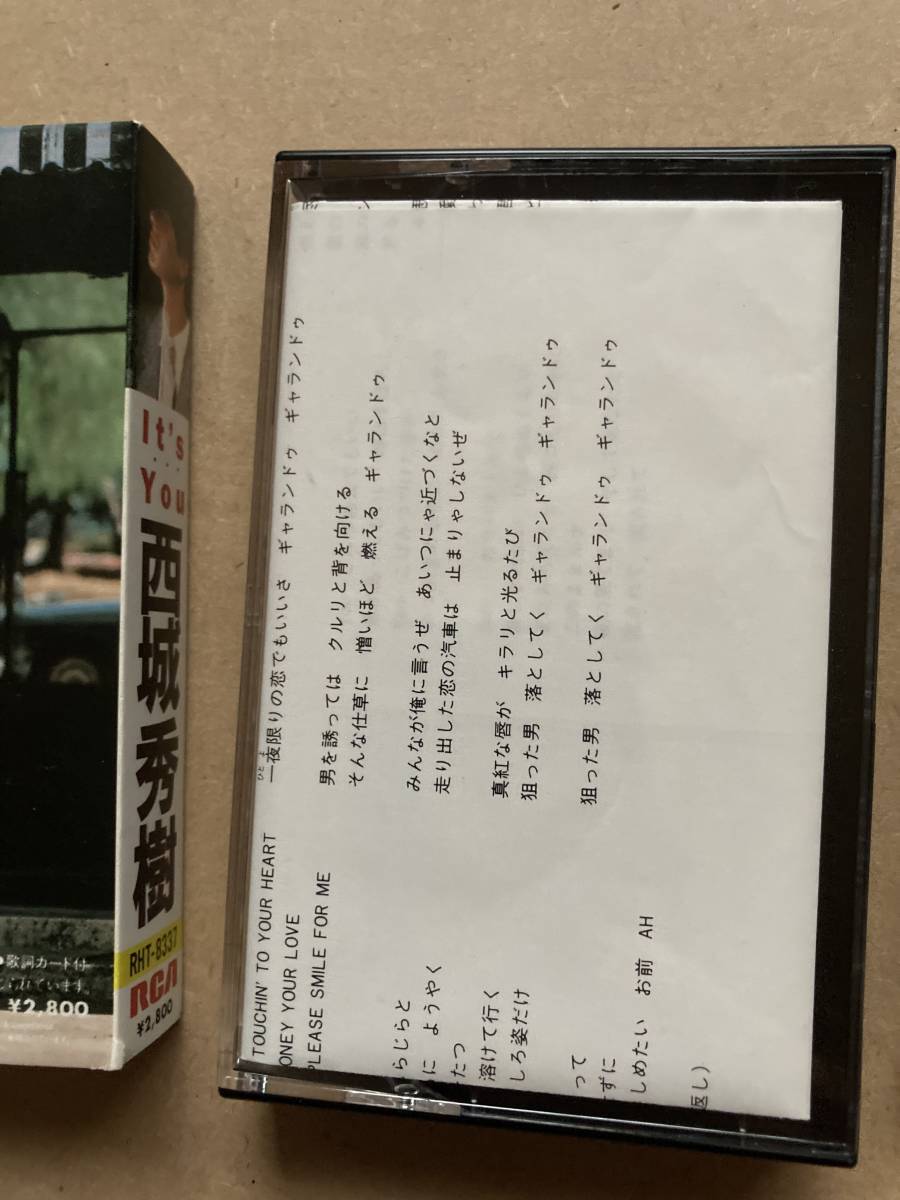 It's
You
西城秀樹
RHT-8337
RCA
¥2,800
●歌詞カード付
¥2,800
ひとよ
一夜限りの恋でもいいさ ギャランドゥ ギャランドゥ
男を誘っては クルリと背を向ける
そんな仕草に 憎いほど 燃える ギャランドゥ
みんなが俺に言うぜ あいつにゃ近づくなと
走り出した恋の汽車は 止まりゃしないぜ
真紅な唇が キラリと光るたび
狙った男 落としてく ギャランドゥ ギャランドゥ
狙った男 落としてく ギャランドゥ ギャランドゥ
TOUCHIN' TO YOUR HEART
ONEY YOUR LOVE
PLEASE SMILE FOR ME
らじらと
に ようやく
たつ
溶けて行く
しろ姿だけ
って
ずに
しめたい お前 AH
返し）